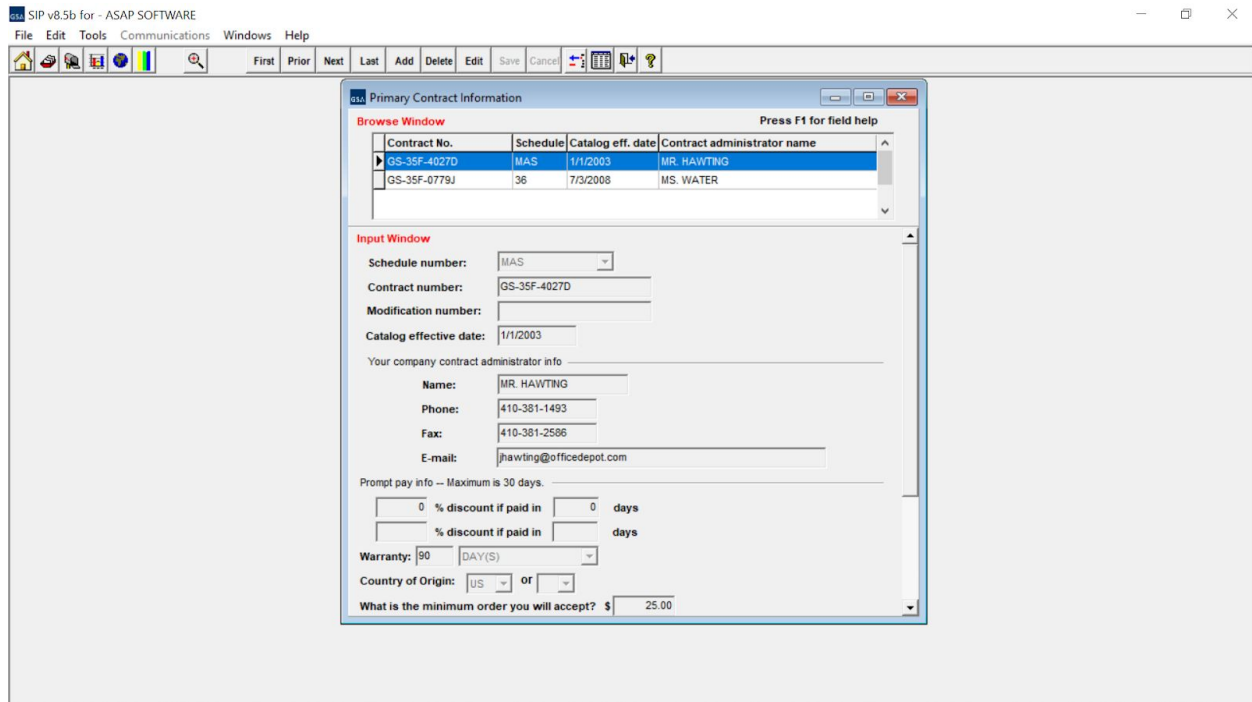 GSA SIP v8.5b for - ASAP SOFTWARE
File Edit Tools Communications Windows Help
First Prior Next Last Add Delete Edit Save Cancel ?
GSA Primary Contract Information
Browse Window Press F1 for field help
Contract No. Schedule Catalog eff. date Contract administrator name
GS-35F-4027D MAS 1/1/2003 MR. HAWTING
GS-35F-0779J 36 7/3/2008 MS. WATER
Input Window
Schedule number: MAS
Contract number: GS-35F-4027D
Modification number:
Catalog effective date: 1/1/2003
Your company contract administrator info
Name: MR. HAWTING
Phone: 410-381-1493
Fax: 410-381-2586
E-mail: jhawting@officedepot.com
Prompt pay info -- Maximum is 30 days.
0 % discount if paid in 0 days
% discount if paid in days
Warranty: 90 DAY(S)
Country of Origin: US or
What is the minimum order you will accept? $ 25.00